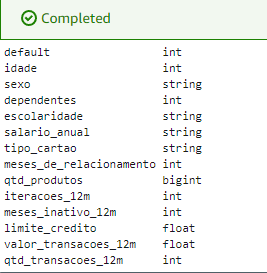 Completed
default int
idade int
sexo string
dependentes int
escolaridade string
salario_anual string
tipo_cartao string
meses_de_relacionamento int
qtd_produtos bigint
iteracoes_12m int
meses_inativo_12m int
limite_credito float
valor_transacoes_12m float
qtd_transacoes_12m int